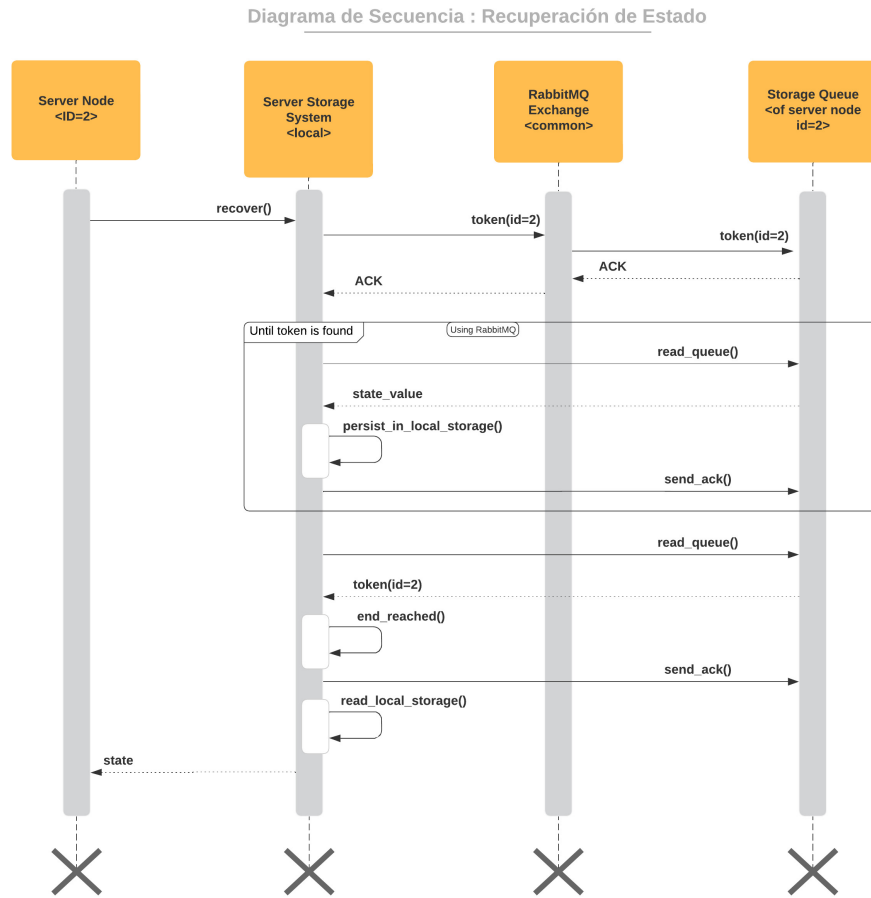 Diagrama de Secuencia : Recuperación de Estado
Server Node
<ID=2>
Server Storage
System
<local>
RabbitMQ
Exchange
<common>
Storage Queue
<of server node
id=2>
recover()
token(id=2)
token(id=2)
ACK
ACK
Until token is found
Using RabbitMQ
read_queue()
state_value
persist_in_local_storage()
send_ack()
read_queue()
token(id=2)
end_reached()
send_ack()
read_local_storage()
state